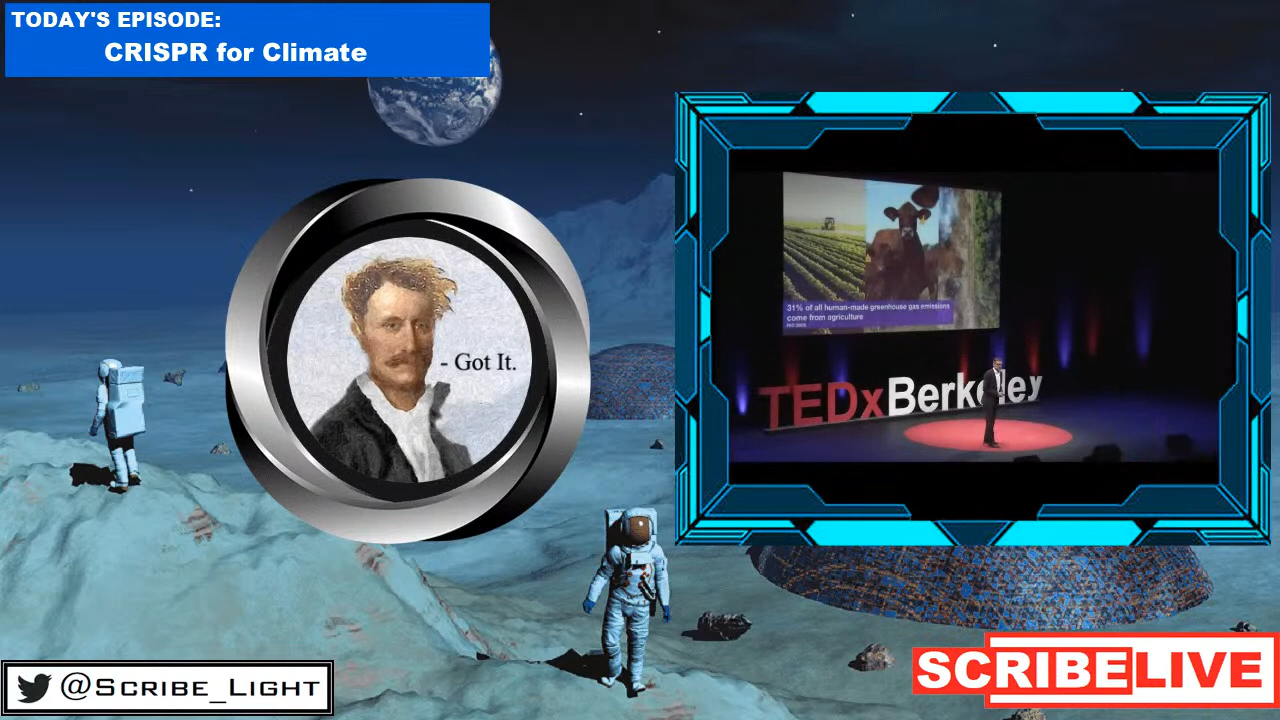 TODAY'S EPISODE:
CRISPR for Climate
- Got It.
31% of all human-made greenhouse gas emissions
come from agriculture
TEDxBerkeley
@SCRIBE_LIGHT
SCRIBELIVE